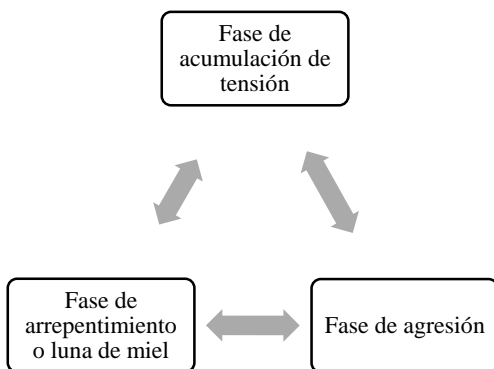 Fase de
acumulación de
tensión
Fase de
arrepentimiento
o luna de miel
Fase de agresión